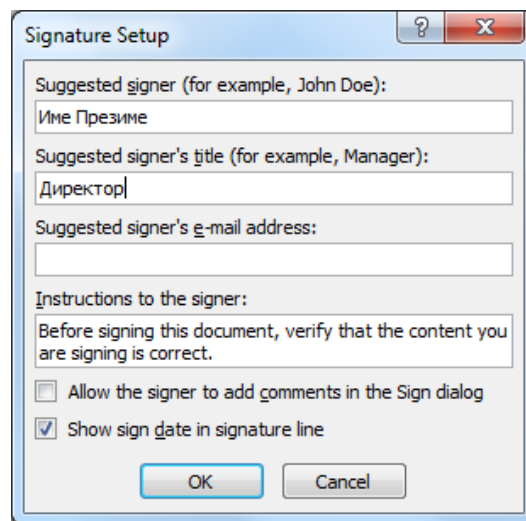 Signature Setup
Suggested signer (for example, John Doe):
Име Презиме
Suggested signer's title (for example, Manager):
Директор
Suggested signer's e-mail address:
Instructions to the signer:
Before signing this document, verify that the content you
are signing is correct.
Allow the signer to add comments in the Sign dialog
Show sign date in signature line
OK Cancel